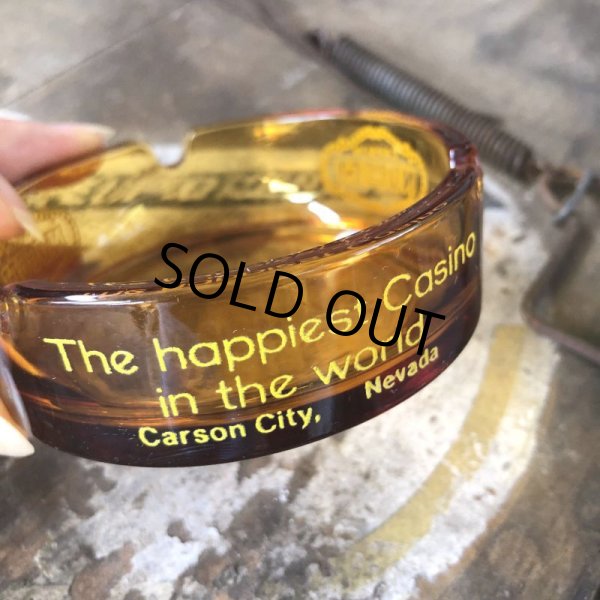 The happiest Casino
in the world
Carson City, Nevada
SOLD OUT